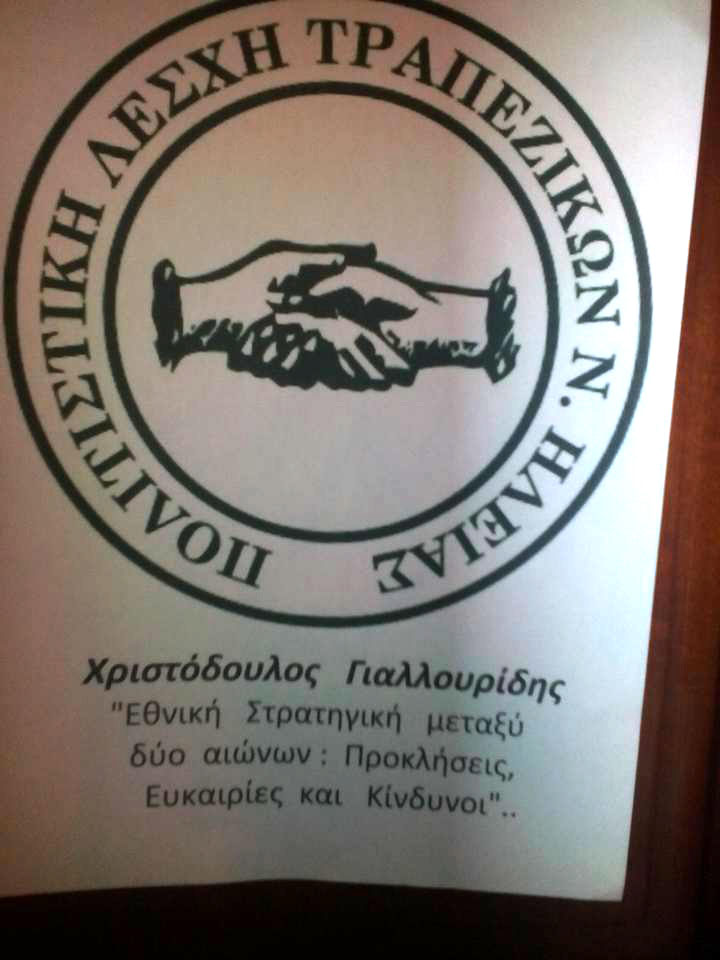 ΠΟΛΙΤΙΣΤΙΚΗ ΛΕΣΧΗ ΤΡΑΠΕΖΙΚΩΝ Ν. ΗΛΕΙΑΣ
Χριστόδουλος Γιαλλουρίδης
"Εθνική Στρατηγική μεταξύ
δύο αιώνων : Προκλήσεις,
Ευκαιρίες και Κίνδυνοι"..